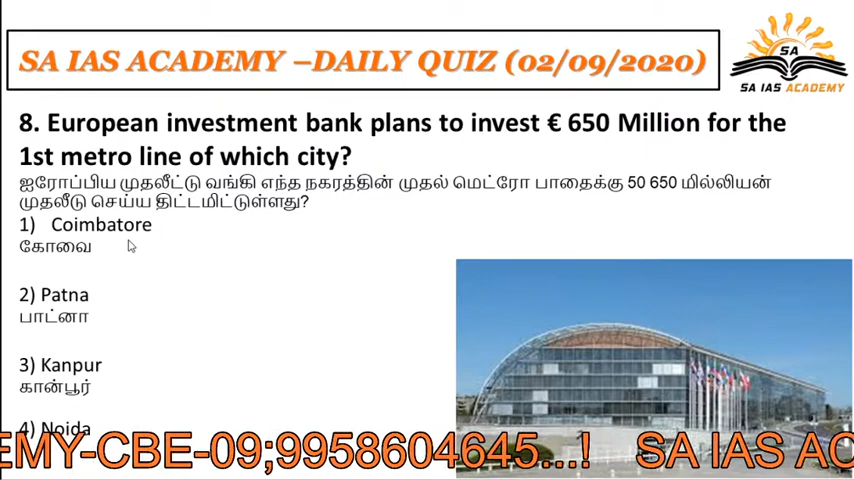 SA IAS ACADEMY –DAILY QUIZ (02/09/2020)
SA
SA IAS ACADEMY
8. European investment bank plans to invest € 650 Million for the
1st metro line of which city?
ஐரோப்பிய முதலீட்டு வங்கி எந்த நகரத்தின் முதல் மெட்ரோ பாதைக்கு 50 650 மில்லியன்
முதலீடு செய்ய திட்டமிட்டுள்ளது?
1) Coimbatore
கோவை
2) Patna
பாட்னா
3) Kanpur
கான்பூர்
4) Noida
EMY-CBE-09;9958604645...! SA IAS AC